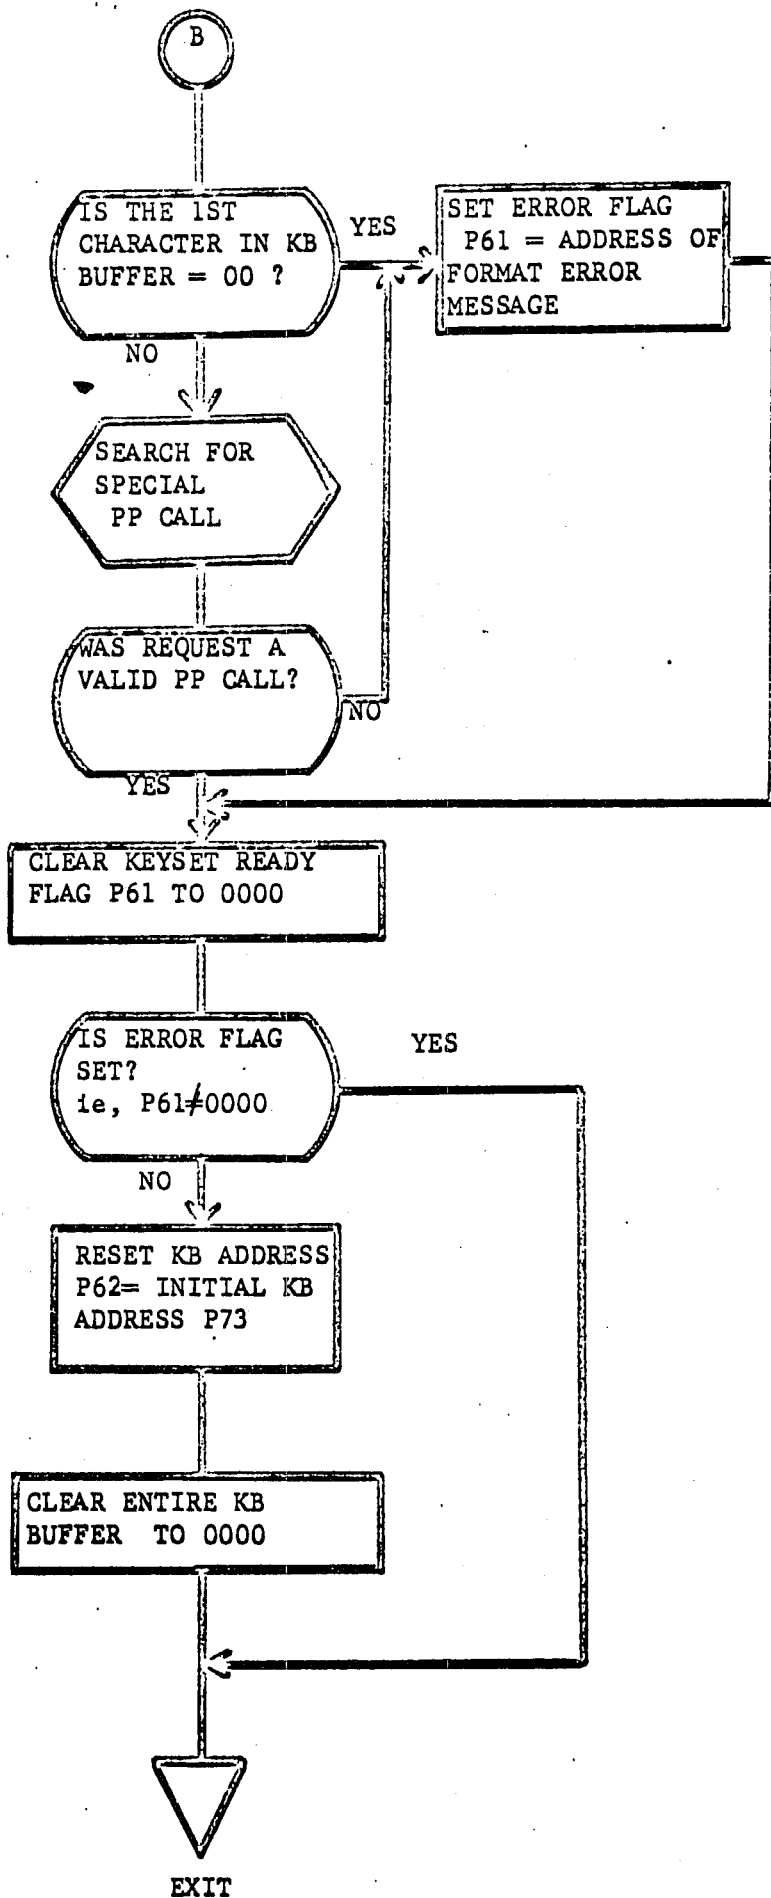 B
IS THE 1ST
CHARACTER IN KB
BUFFER = 00 ?
YES
SET ERROR FLAG
P61 = ADDRESS OF
FORMAT ERROR
MESSAGE
NO
SEARCH FOR
SPECIAL
PP CALL
WAS REQUEST A
VALID PP CALL?
NO
YES
CLEAR KEYSET READY
FLAG P61 TO 0000
IS ERROR FLAG
SET?
ie, P61≠0000
YES
NO
RESET KB ADDRESS
P62= INITIAL KB
ADDRESS P73
CLEAR ENTIRE KB
BUFFER TO 0000
EXIT